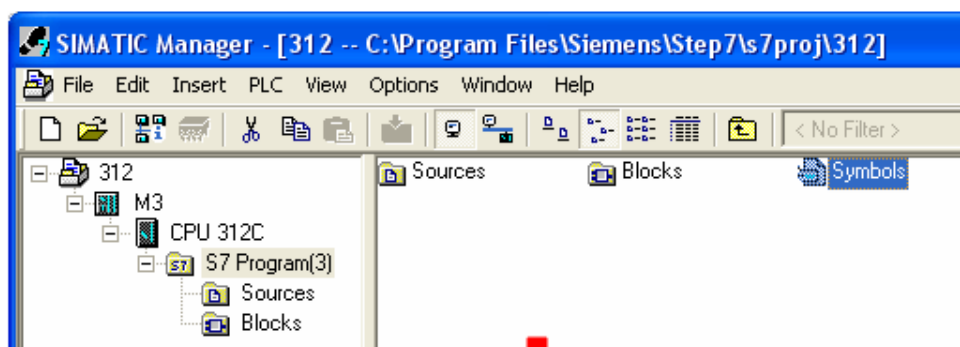 SIMATIC Manager - [312 -- C:\Program Files\Siemens\Step7\s7proj\312]
File Edit Insert PLC View Options Window Help
< No Filter >
312
M3
CPU 312C
S7 Program(3)
Sources
Blocks
Sources Blocks Symbols